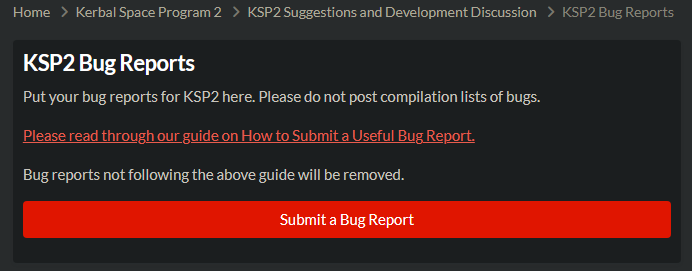 Home > Kerbal Space Program 2 > KSP2 Suggestions and Development Discussion > KSP2 Bug Reports
KSP2 Bug Reports
Put your bug reports for KSP2 here. Please do not post compilation lists of bugs.
Please read through our guide on How to Submit a Useful Bug Report.
Bug reports not following the above guide will be removed.
Submit a Bug Report